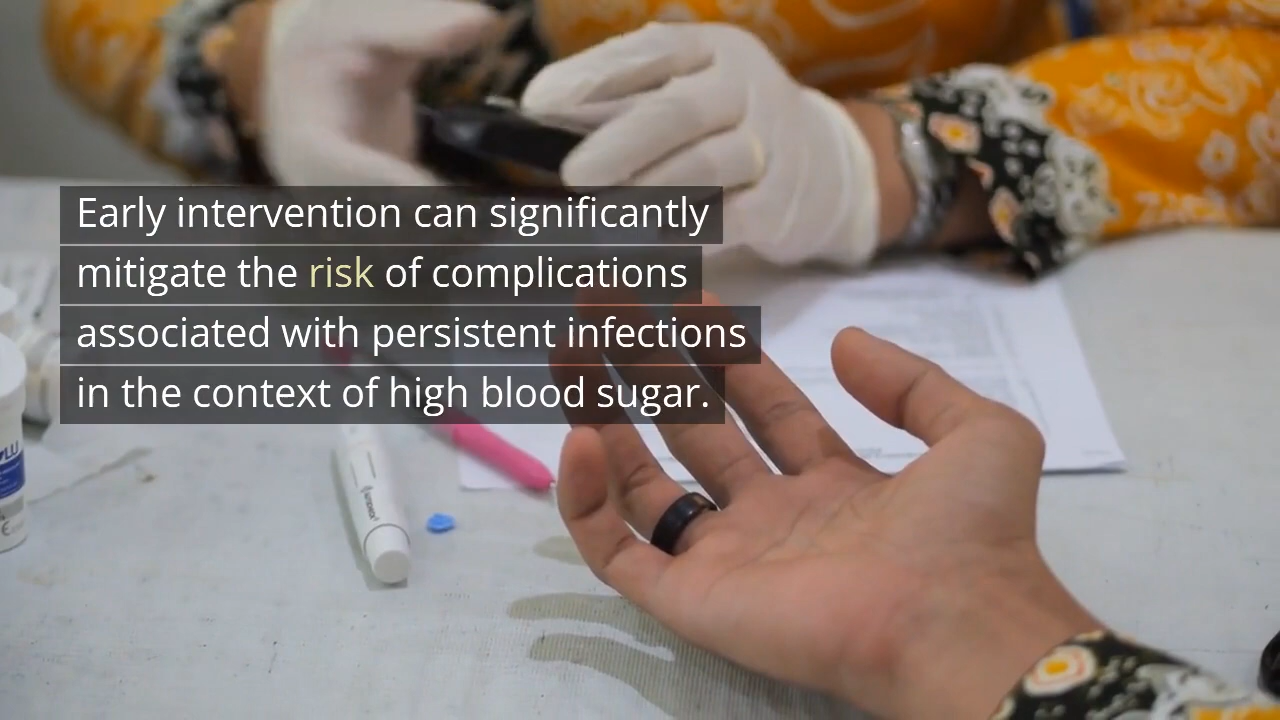 Early intervention can significantly
mitigate the risk of complications
associated with persistent infections
in the context of high blood sugar.